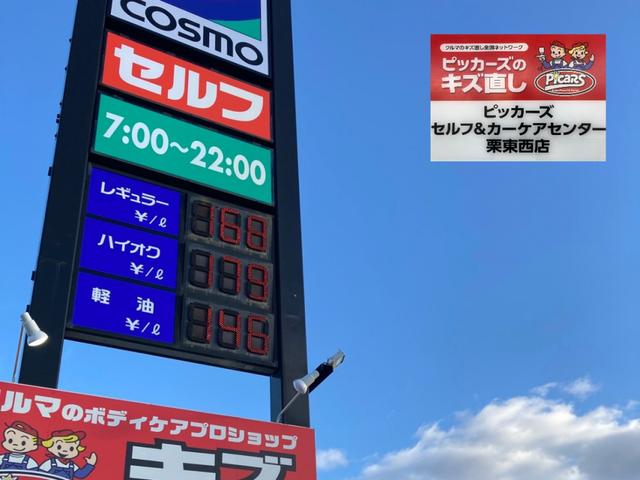 COSMO
セルフ
7:00~22:00
レギュラー
¥/ℓ
168
ハイオク
¥/ℓ
179
軽油
¥/ℓ
146
クルマのボディケアプロショップ
キズ
クルマのキズ直し全国ネットワーク
ピッカーズの
キズ直し
PiCARS
ピッカーズ
セルフ&カーケアセンター
栗東西店